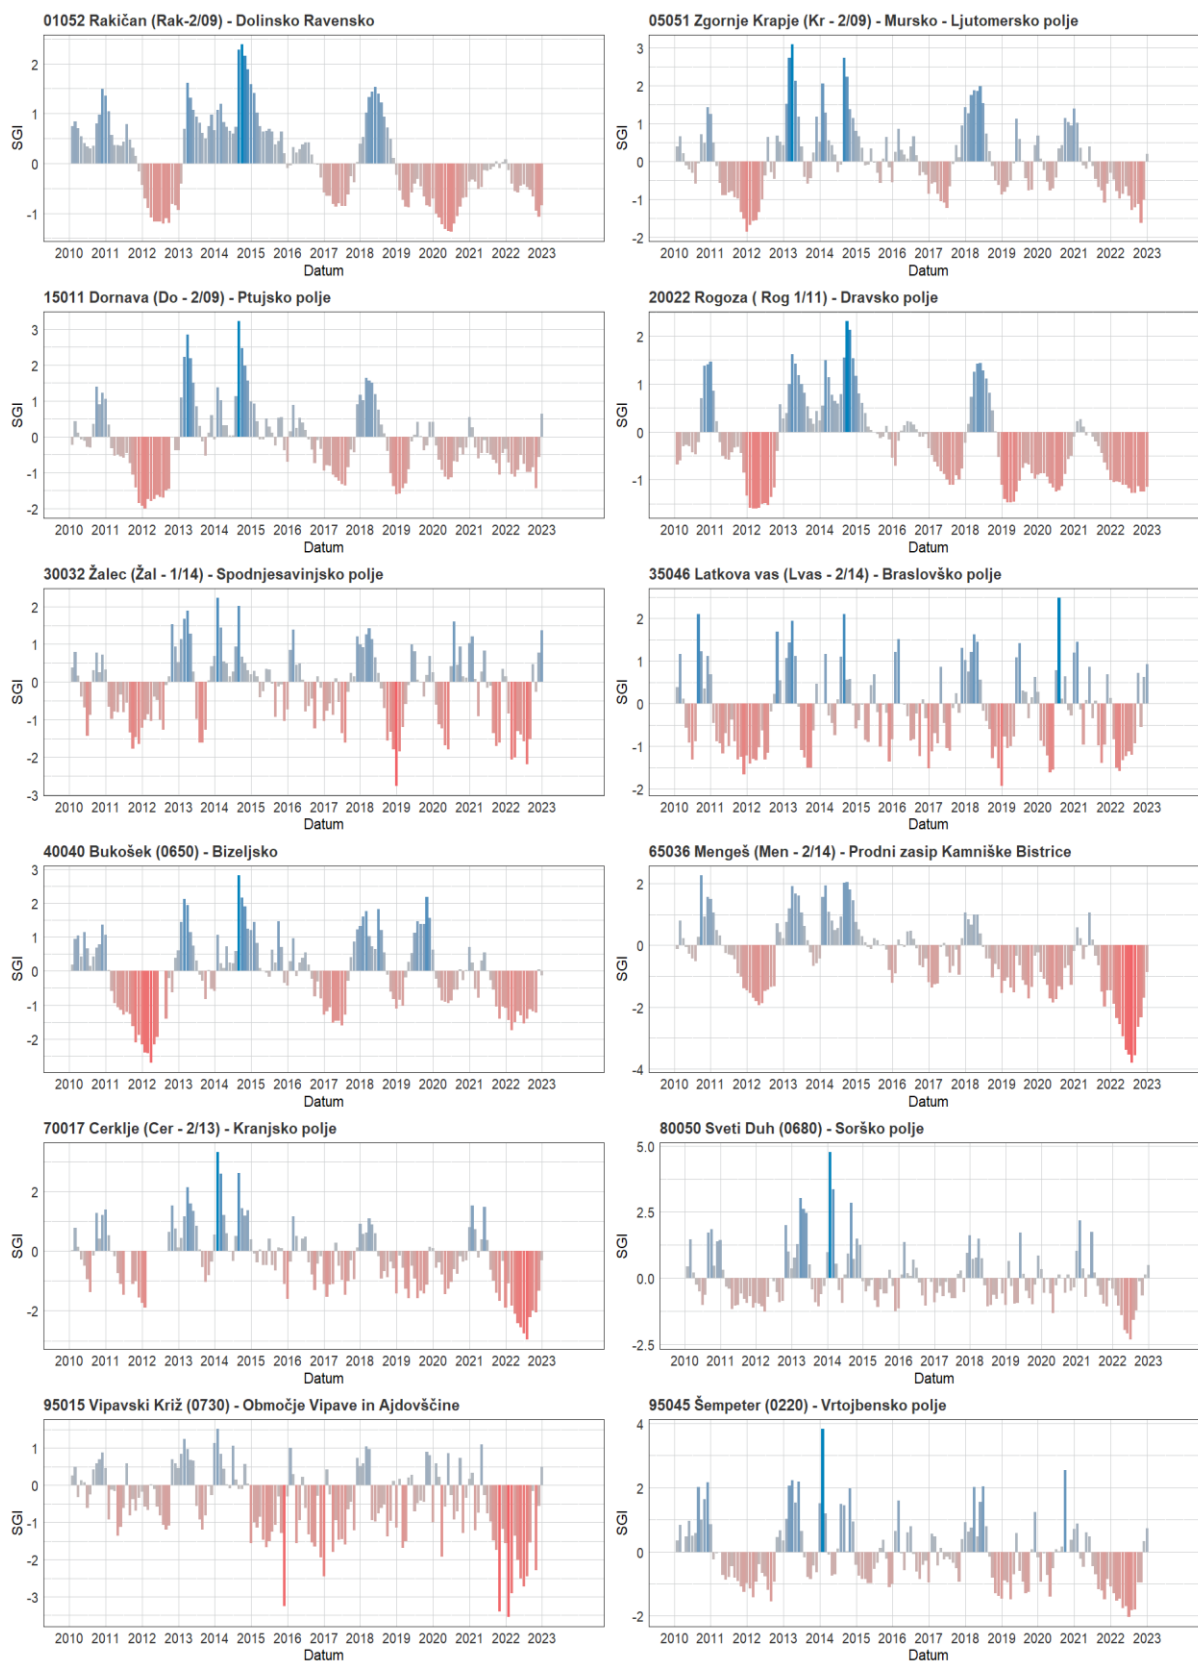 01052 Rakičan (Rak-2/09) - Dolinsko Ravensko
2
1
0
-1
SGI
2010 2011 2012 2013 2014 2015 2016 2017 2018 2019 2020 2021 2022 2023
Datum
05051 Zgornje Krapje (Kr - 2/09) - Mursko - Ljutomersko polje
3
2
1
0
-1
-2
SGI
2010 2011 2012 2013 2014 2015 2016 2017 2018 2019 2020 2021 2022 2023
Datum
15011 Dornava (Do - 2/09) - Ptujsko polje
3
2
1
0
-1
-2
SGI
2010 2011 2012 2013 2014 2015 2016 2017 2018 2019 2020 2021 2022 2023
Datum
20022 Rogoza ( Rog 1/11) - Dravsko polje
2
1
0
-1
SGI
2010 2011 2012 2013 2014 2015 2016 2017 2018 2019 2020 2021 2022 2023
Datum
30032 Žalec (Žal - 1/14) - Spodnjesavinjsko polje
2
1
0
-1
-2
-3
SGI
2010 2011 2012 2013 2014 2015 2016 2017 2018 2019 2020 2021 2022 2023
Datum
35046 Latkova vas (Lvas - 2/14) - Braslovško polje
2
1
0
-1
-2
SGI
2010 2011 2012 2013 2014 2015 2016 2017 2018 2019 2020 2021 2022 2023
Datum
40040 Bukošek (0650) - Bizeljsko
3
2
1
0
-1
-2
SGI
2010 2011 2012 2013 2014 2015 2016 2017 2018 2019 2020 2021 2022 2023
Datum
65036 Mengeš (Men - 2/14) - Prodni zasip Kamniške Bistrice
2
0
-2
-4
SGI
2010 2011 2012 2013 2014 2015 2016 2017 2018 2019 2020 2021 2022 2023
Datum
70017 Cerklje (Cer - 2/13) - Kranjsko polje
2
0
-2
SGI
2010 2011 2012 2013 2014 2015 2016 2017 2018 2019 2020 2021 2022 2023
Datum
80050 Sveti Duh (0680) - Sorško polje
5.0
2.5
0.0
-2.5
SGI
2010 2011 2012 2013 2014 2015 2016 2017 2018 2019 2020 2021 2022 2023
Datum
95015 Vipavski Križ (0730) - Območje Vipave in Ajdovščine
1
0
-1
-2
-3
SGI
2010 2011 2012 2013 2014 2015 2016 2017 2018 2019 2020 2021 2022 2023
Datum
95045 Šempeter (0220) - Vrtojbensko polje
4
2
0
-2
SGI
2010 2011 2012 2013 2014 2015 2016 2017 2018 2019 2020 2021 2022 2023
Datum